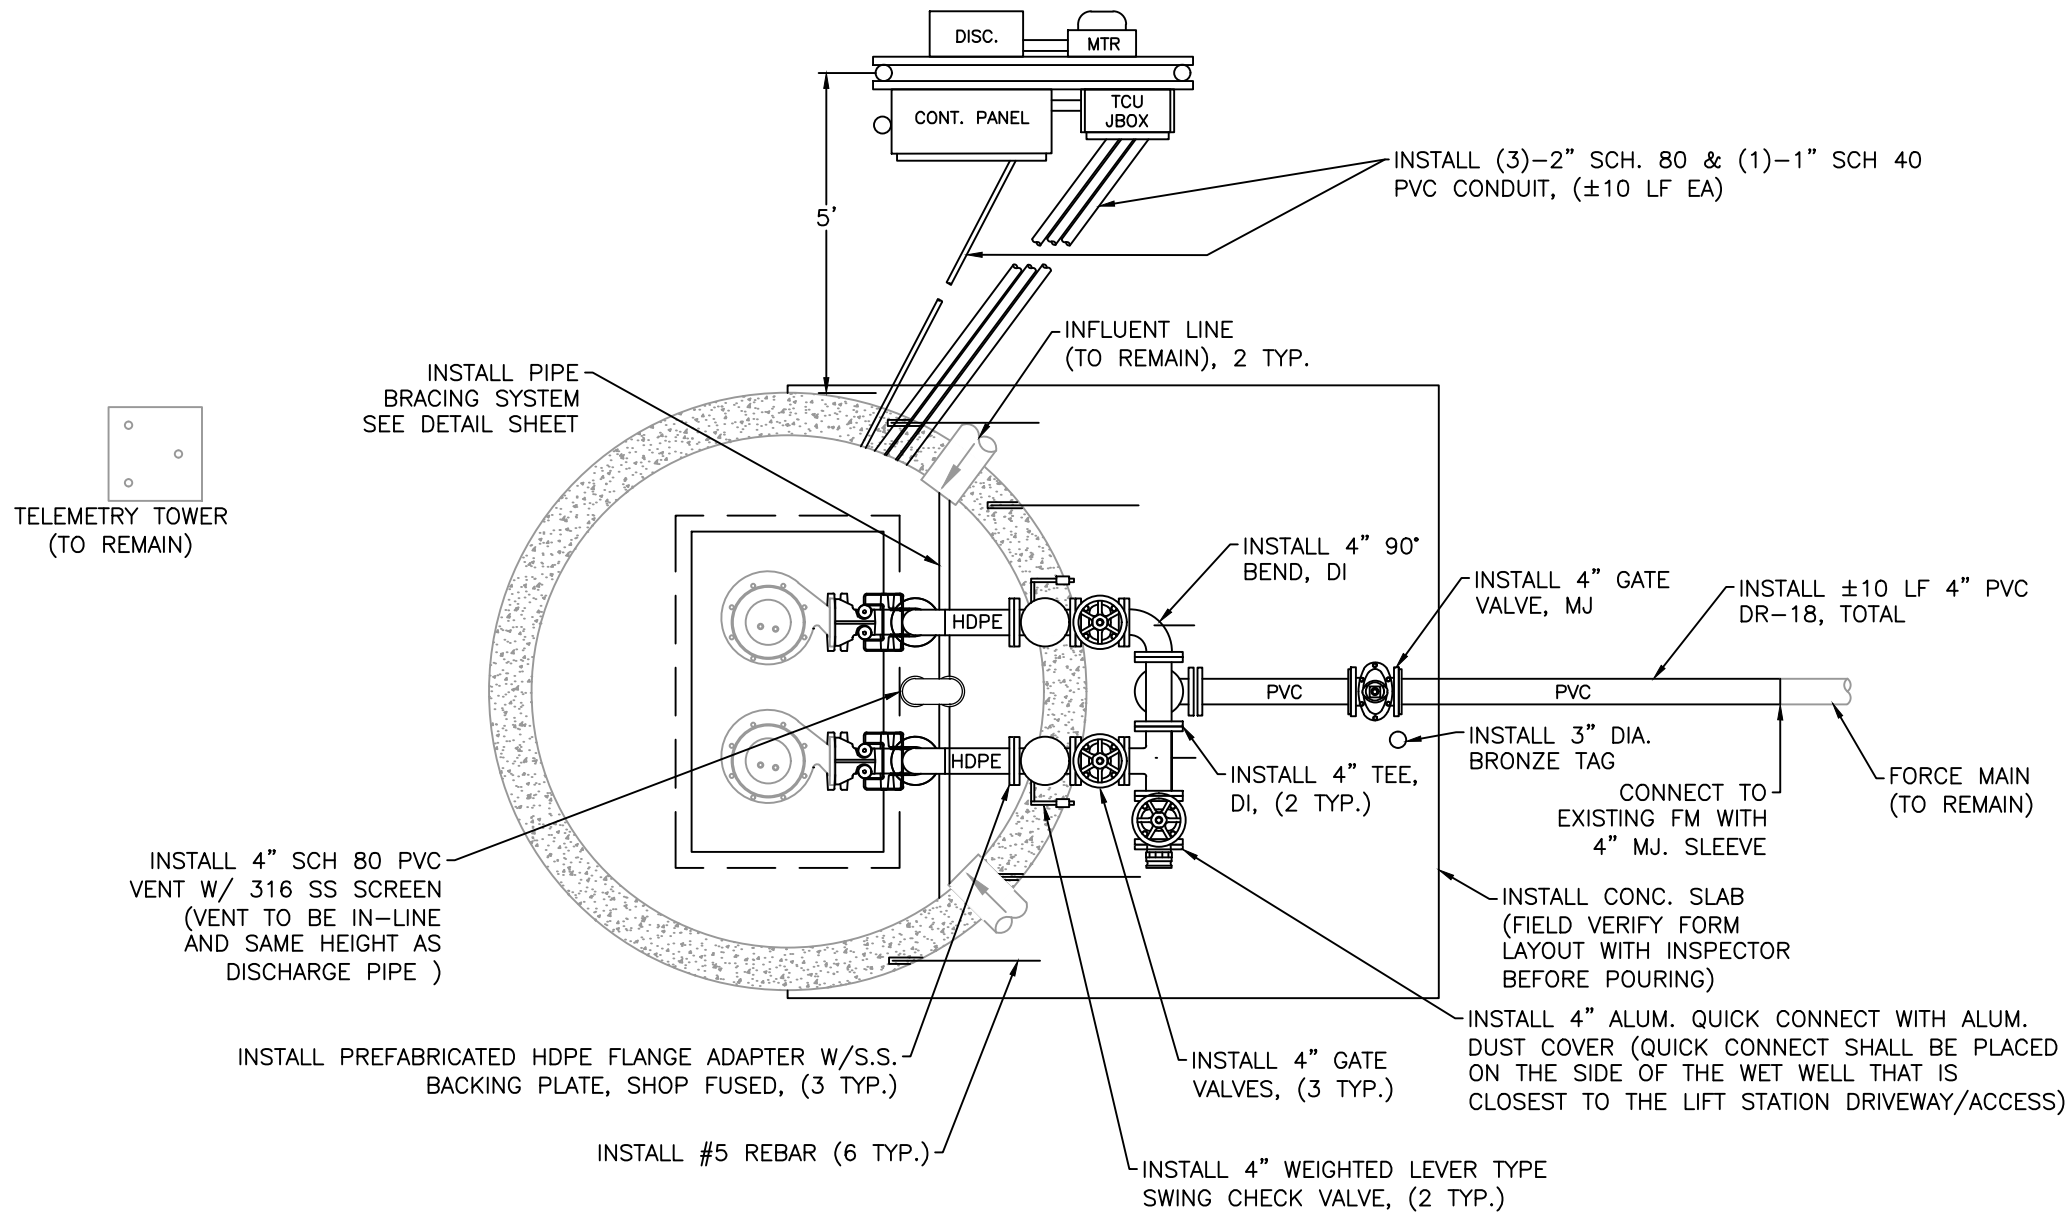 DISC.
MTR
CONT. PANEL
TCU
JBOX
INSTALL (3)-2" SCH. 80 & (1)-1" SCH 40
PVC CONDUIT, (±10 LF EA)
5'
INFLUENT LINE
(TO REMAIN), 2 TYP.
INSTALL PIPE
BRACING SYSTEM
SEE DETAIL SHEET
TELEMETRY TOWER
(TO REMAIN)
INSTALL 4" 90°
BEND, DI
INSTALL 4" GATE
VALVE, MJ
INSTALL ±10 LF 4" PVC
DR-18, TOTAL
HDPE
PVC
PVC
HDPE
INSTALL 3" DIA.
BRONZE TAG
INSTALL 4" TEE,
DI, (2 TYP.)
CONNECT TO
EXISTING FM WITH
4" MJ. SLEEVE
FORCE MAIN
(TO REMAIN)
INSTALL 4" SCH 80 PVC
VENT W/ 316 SS SCREEN
(VENT TO BE IN-LINE
AND SAME HEIGHT AS
DISCHARGE PIPE )
INSTALL CONC. SLAB
(FIELD VERIFY FORM
LAYOUT WITH INSPECTOR
BEFORE POURING)
INSTALL 4" ALUM. QUICK CONNECT WITH ALUM.
DUST COVER (QUICK CONNECT SHALL BE PLACED
ON THE SIDE OF THE WET WELL THAT IS
CLOSEST TO THE LIFT STATION DRIVEWAY/ACCESS)
INSTALL PREFABRICATED HDPE FLANGE ADAPTER W/S.S.
BACKING PLATE, SHOP FUSED, (3 TYP.)
INSTALL 4" GATE
VALVES, (3 TYP.)
INSTALL #5 REBAR (6 TYP.)
INSTALL 4" WEIGHTED LEVER TYPE
SWING CHECK VALVE, (2 TYP.)